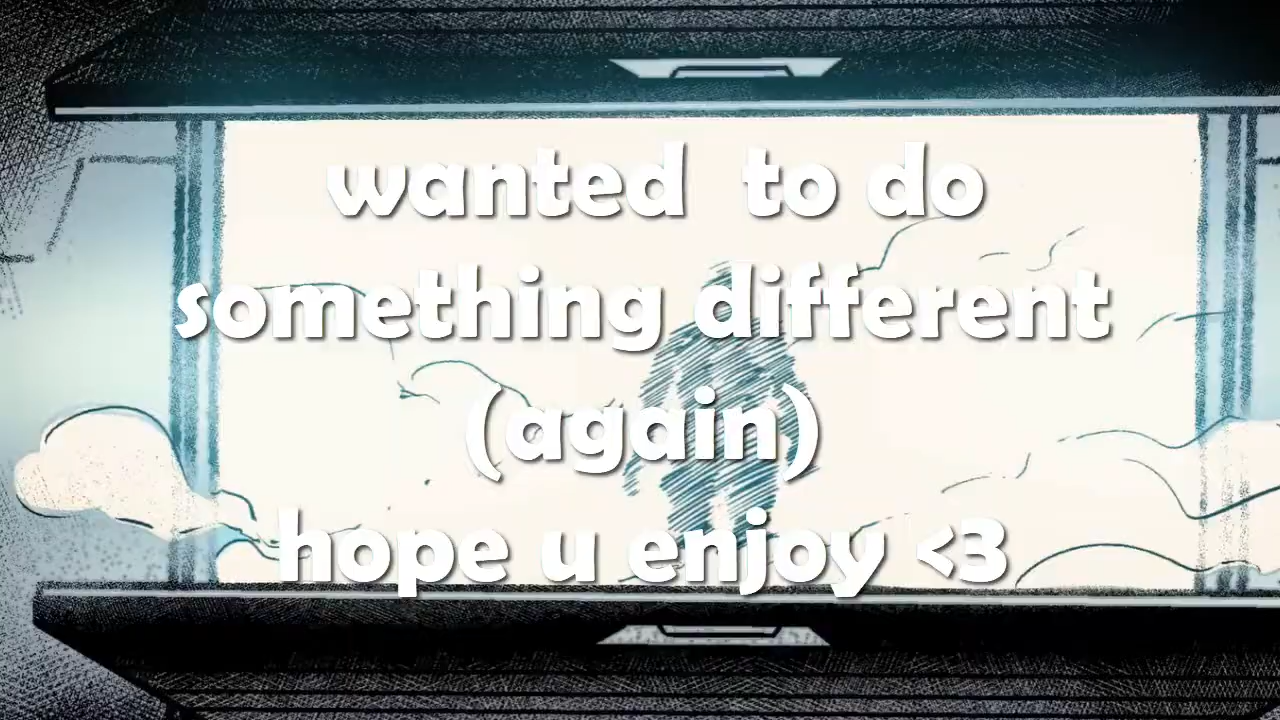 wanted  to do
something different
(again)
hope u enjoy <3